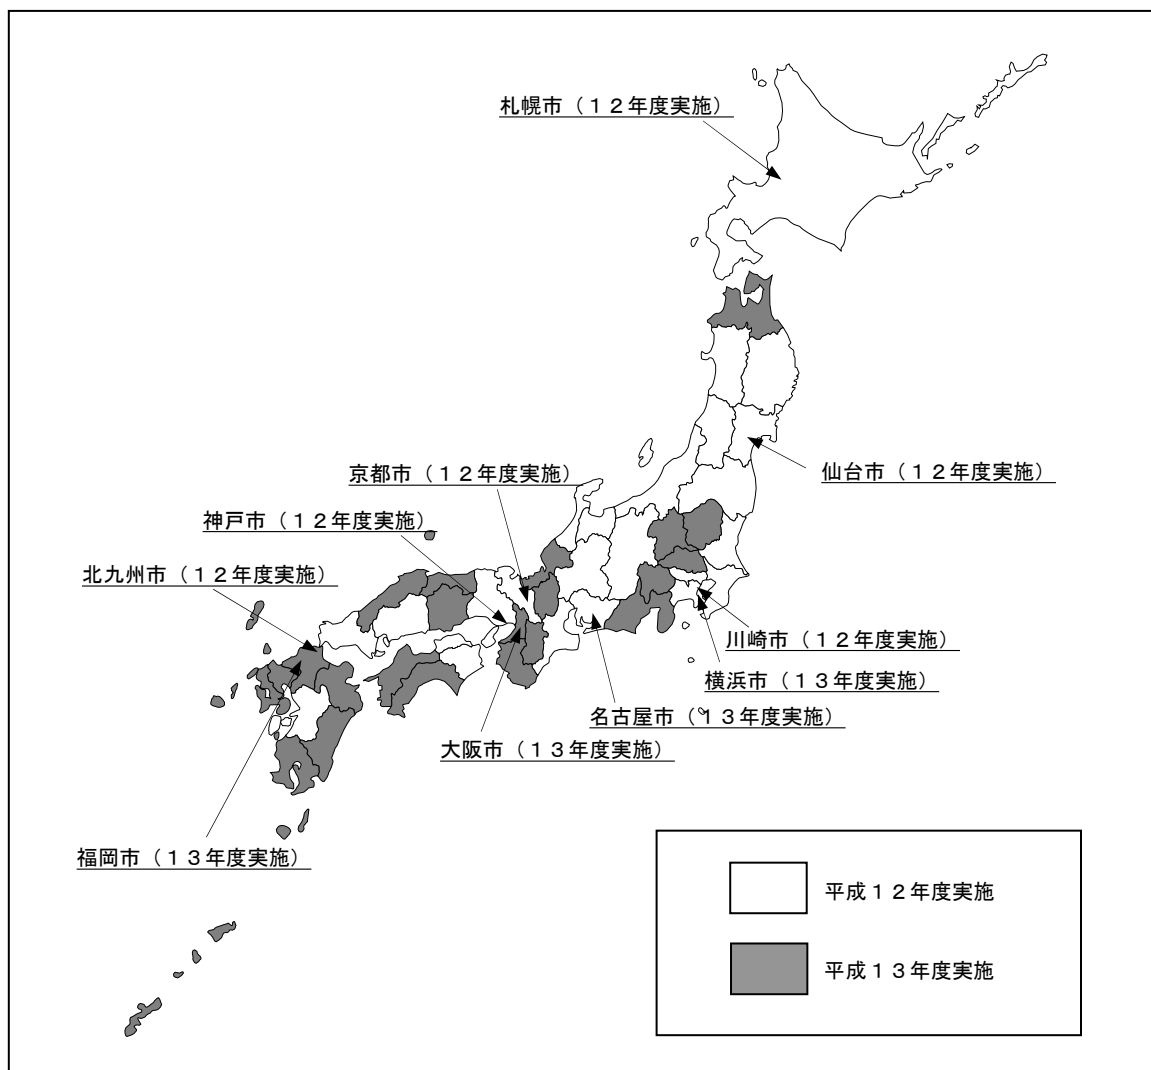 札幌市（１２年度実施）
仙台市（１２年度実施）
京都市（１２年度実施）
神戸市（１２年度実施）
北九州市（１２年度実施）
川崎市（１２年度実施）
横浜市（１３年度実施）
名古屋市（１３年度実施）
大阪市（１３年度実施）
福岡市（１３年度実施）
平成１２年度実施
平成１３年度実施